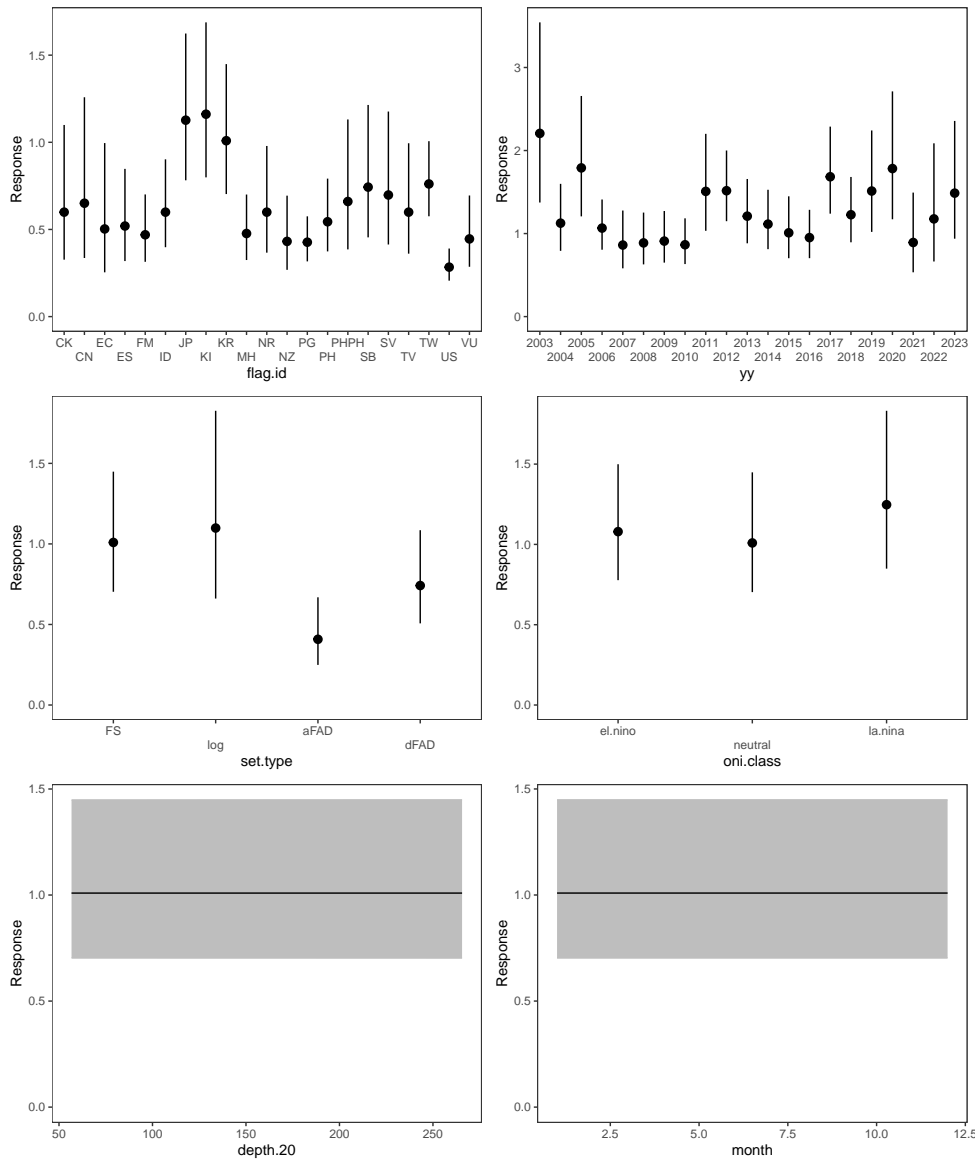 Response
1.5
1.0
0.5
0.0
CK EC FM JP KR NR PG PHPH SV TW VU
CN ES ID KI MH NZ PH SB TV US
flag.id
Response
3
2
1
0
2003 2005 2007 2009 2011 2013 2015 2017 2019 2021 2023
2004 2006 2008 2010 2012 2014 2016 2018 2020 2022
yy
Response
1.5
1.0
0.5
0.0
FS aFAD
log dFAD
set.type
Response
1.5
1.0
0.5
0.0
el.nino la.nina
neutral
oni.class
Response
1.5
1.0
0.5
0.0
50 100 150 200 250
depth.20
Response
1.5
1.0
0.5
0.0
2.5 5.0 7.5 10.0 12.5
month